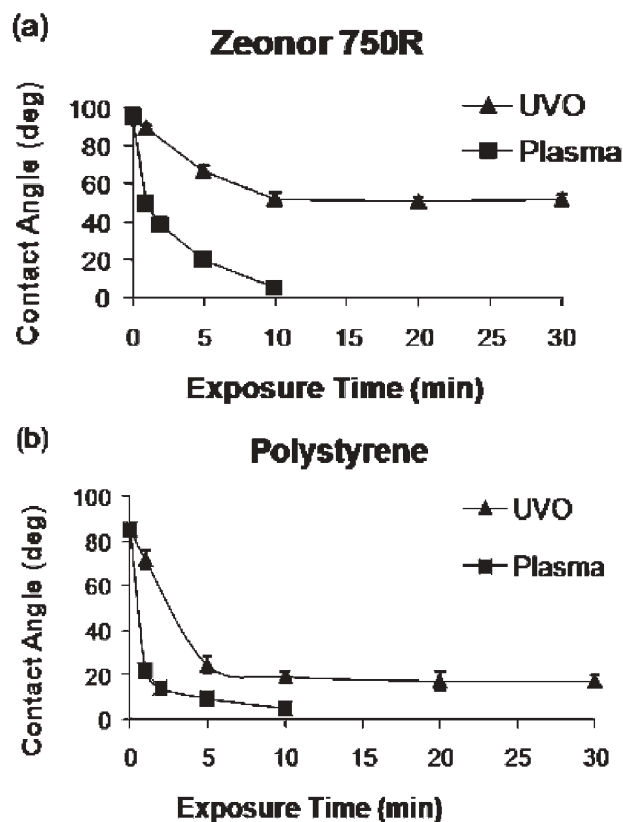 (a)
Zeonor 750R
Contact Angle (deg)
100
80
60
40
20
0
UVO
Plasma
0 5 10 15 20 25 30
Exposure Time (min)
(b)
Polystyrene
Contact Angle (deg)
100
80
60
40
20
0
UVO
Plasma
0 5 10 15 20 25 30
Exposure Time (min)